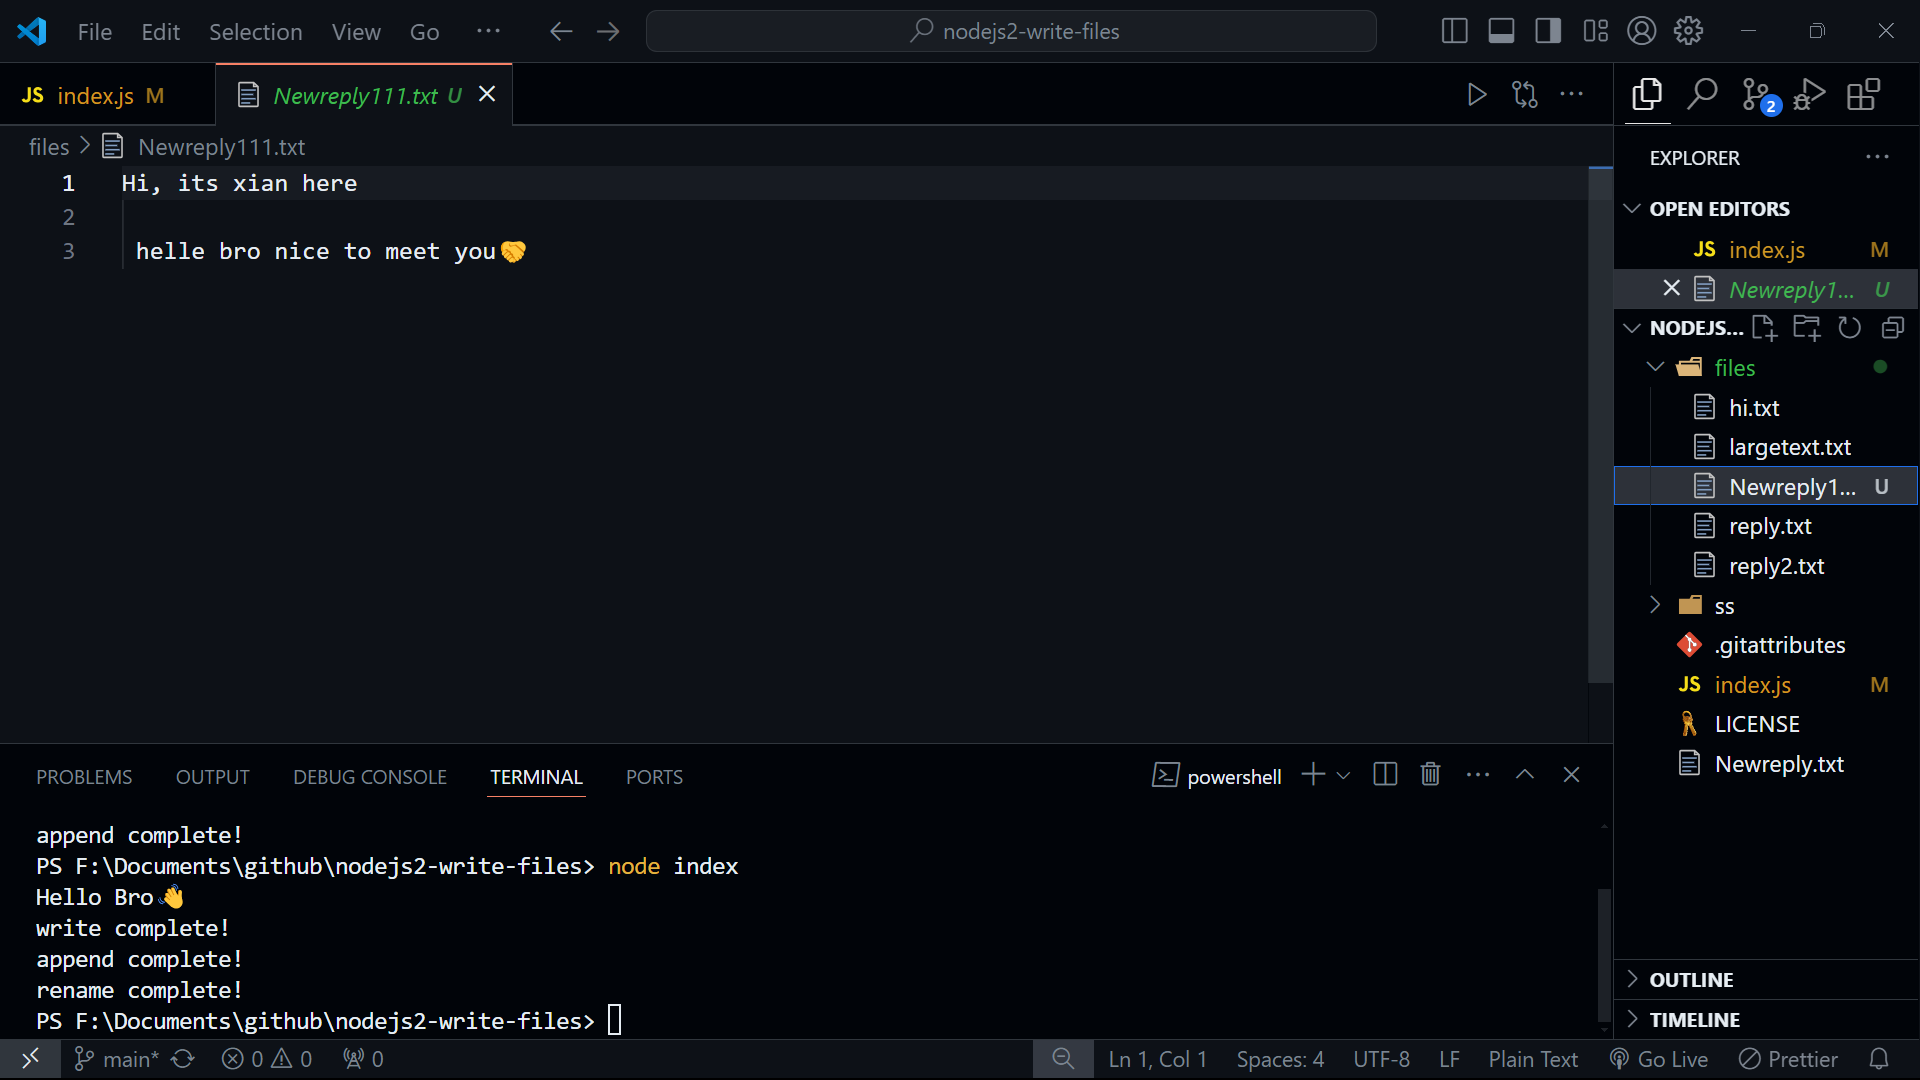 File Edit Selection View Go ··· nodejs2-write-files
JS index.js M Newreply111.txt U
files > Newreply111.txt
1 Hi, its xian here
2
3 helle bro nice to meet you🤝
2
EXPLORER
OPEN EDITORS
JS index.js M
Newreply1... U
NODEJS...
files
hi.txt
largetext.txt
Newreply1... U
reply.txt
reply2.txt
ss
.gitattributes
JS index.js M
LICENSE
Newreply.txt
OUTLINE
TIMELINE
PROBLEMS OUTPUT DEBUG CONSOLE TERMINAL PORTS powershell
append complete!
PS F:\Documents\github\nodejs2-write-files> node index
Hello Bro👋
write complete!
append complete!
rename complete!
PS F:\Documents\github\nodejs2-write-files>
main* 0 0 0 Ln 1, Col 1 Spaces: 4 UTF-8 LF Plain Text Go Live Prettier